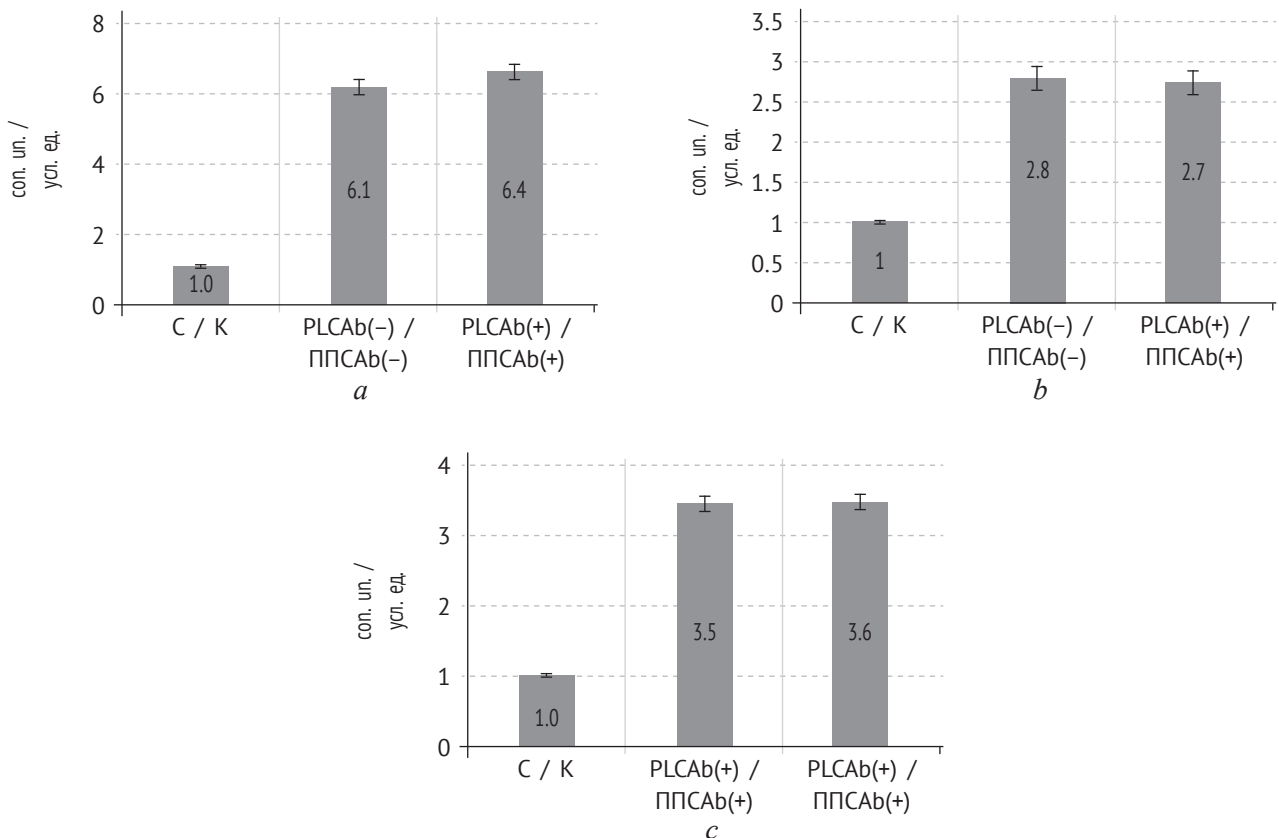 8
6
4
2
0
con. un. /
усл. ед.
6.1
6.4
1.0
C / K
PLCAb(–) /
ППСAb(–)
PLCAb(+) /
ППСAb(+)
a
3.5
3
2.5
2
1.5
1
0.5
0
con. un. /
усл. ед.
2.8
2.7
1
C / K
PLCAb(–) /
ППСAb(–)
PLCAb(+) /
ППСAb(+)
b
4
3
2
1
0
con. un. /
усл. ед.
3.5
3.6
1.0
C / K
PLCAb(+) /
ППСAb(+)
PLCAb(+) /
ППСAb(+)
c